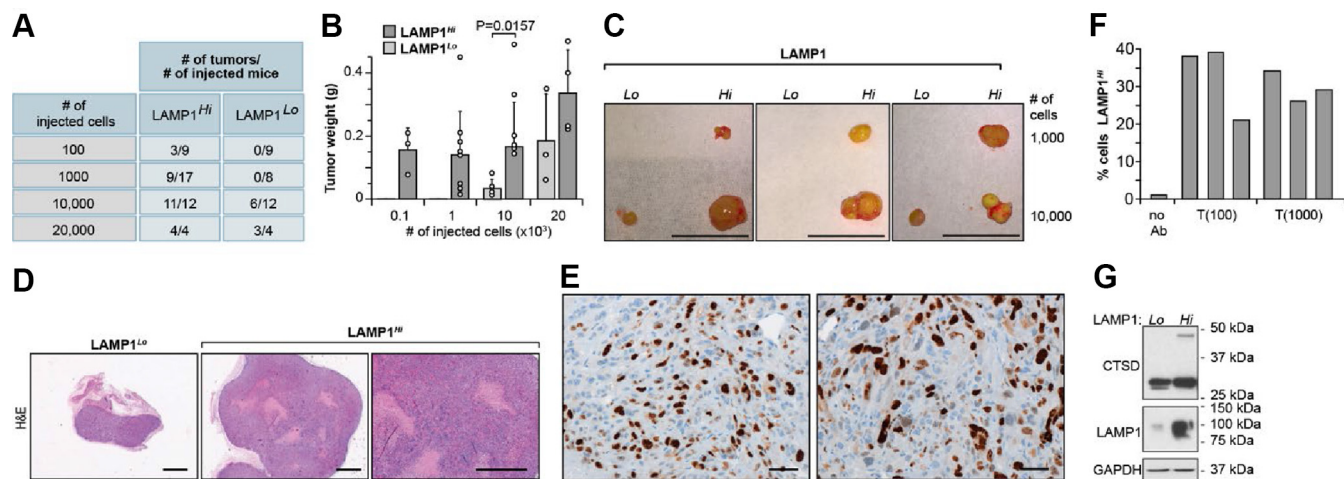 A
# of tumors/
# of injected mice
# of
injected cells
LAMP1Hi
LAMP1Lo
100
3/9
0/9
1000
9/17
0/8
10,000
11/12
6/12
20,000
4/4
3/4
B
P=0.0157
LAMP1Hi
LAMP1Lo
Tumor weight (g)
0.4
0.2
0
0.1
1
10
20
# of injected cells (x10³)
C
LAMP1
Lo
Hi
Lo
Hi
Lo
Hi
# of
cells
1,000
10,000
F
% cells LAMP1Hi
40
30
20
10
0
no
Ab
T(100)
T(1000)
D
LAMP1Lo
LAMP1Hi
H&E
E
G
LAMP1:
Lo
Hi
CTSD
- 50 kDa
- 37 kDa
- 25 kDa
LAMP1
- 150 kDa
- 100 kDa
- 75 kDa
GAPDH
- 37 kDa